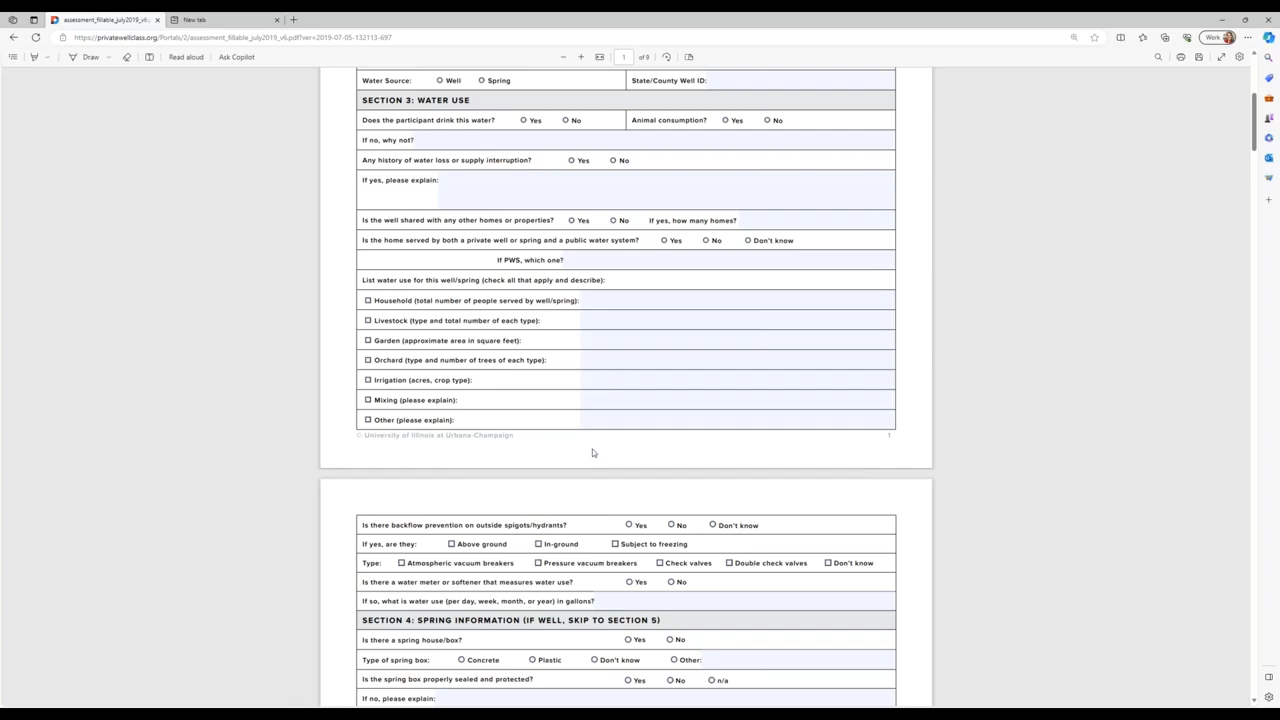 assessment_fillable_july2019_v6.p
New tab
https://privatewellclass.org/Portals/2/assessment_fillable_july2019_v6.pdf?ver=2019-07-05-132113-697
Work
Draw
Read aloud
Ask Copilot
1 of 9
Water Source: Well Spring State/County Well ID:
SECTION 3: WATER USE
Does the participant drink this water? Yes No Animal consumption? Yes No
If no, why not?
Any history of water loss or supply interruption? Yes No
If yes, please explain:
Is the well shared with any other homes or properties? Yes No If yes, how many homes?
Is the home served by both a private well or spring and a public water system? Yes No Don't know
If PWS, which one?
List water use for this well/spring (check all that apply and describe):
Household (total number of people served by well/spring):
Livestock (type and total number of each type):
Garden (approximate area in square feet):
Orchard (type and number of trees of each type):
Irrigation (acres, crop type):
Mixing (please explain):
Other (please explain):
© University of Illinois at Urbana-Champaign 1
Is there backflow prevention on outside spigots/hydrants? Yes No Don't know
If yes, are they: Above ground In-ground Subject to freezing
Type: Atmospheric vacuum breakers Pressure vacuum breakers Check valves Double check valves Don't know
Is there a water meter or softener that measures water use? Yes No
If so, what is water use (per day, week, month, or year) in gallons?
SECTION 4: SPRING INFORMATION (IF WELL, SKIP TO SECTION 5)
Is there a spring house/box? Yes No
Type of spring box: Concrete Plastic Don't know Other:
Is the spring box properly sealed and protected? Yes No n/a
If no, please explain: